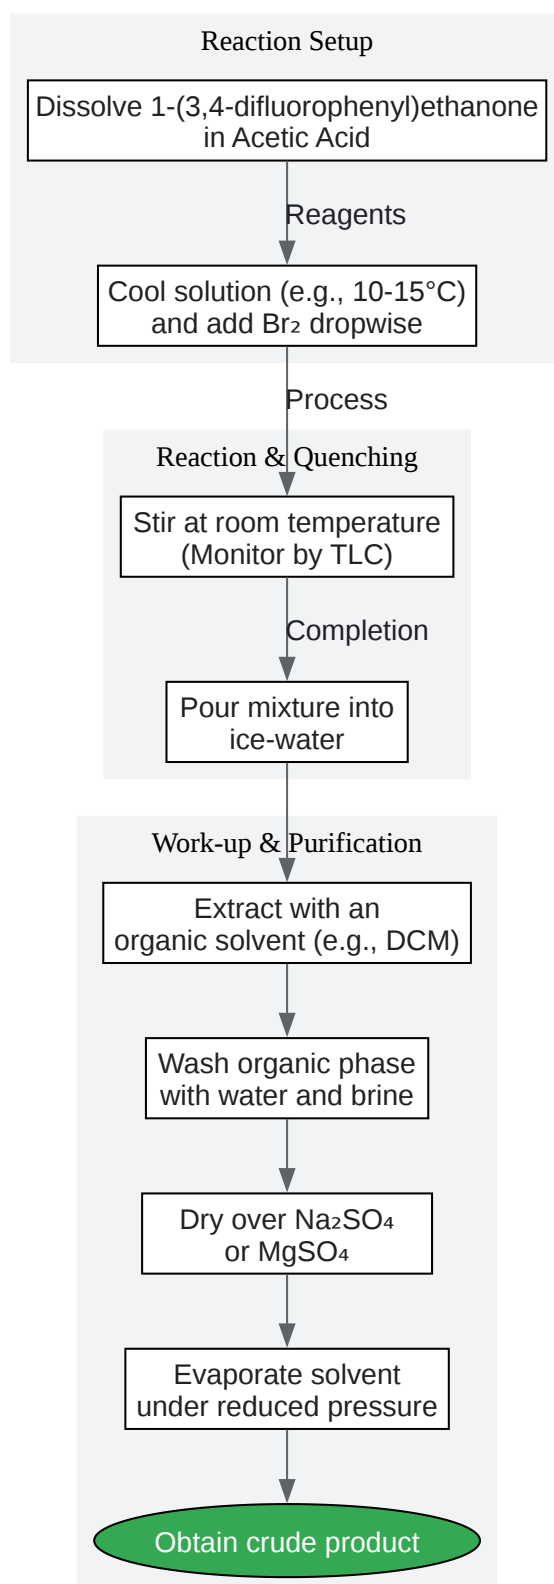 Reaction Setup
Dissolve 1-(3,4-difluorophenyl)ethanone
in Acetic Acid
Reagents
Cool solution (e.g., 10-15°C)
and add Br₂ dropwise
Process
Reaction & Quenching
Stir at room temperature
(Monitor by TLC)
Completion
Pour mixture into
ice-water
Work-up & Purification
Extract with an
organic solvent (e.g., DCM)
Wash organic phase
with water and brine
Dry over Na₂SO₄
or MgSO₄
Evaporate solvent
under reduced pressure
Obtain crude product